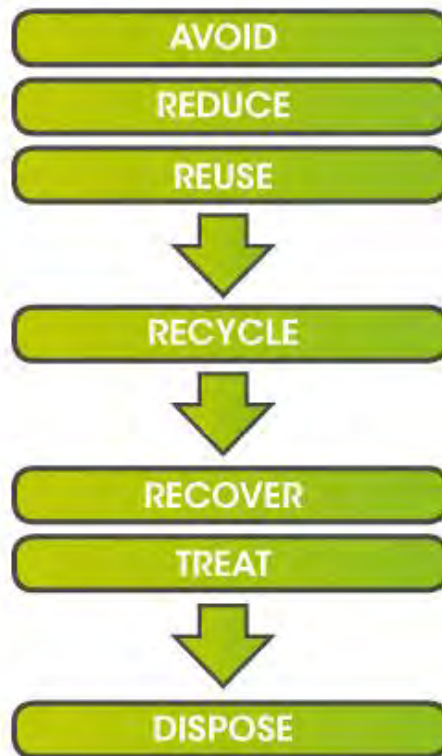 AVOID
REDUCE
REUSE
RECYCLE
RECOVER
TREAT
DISPOSE